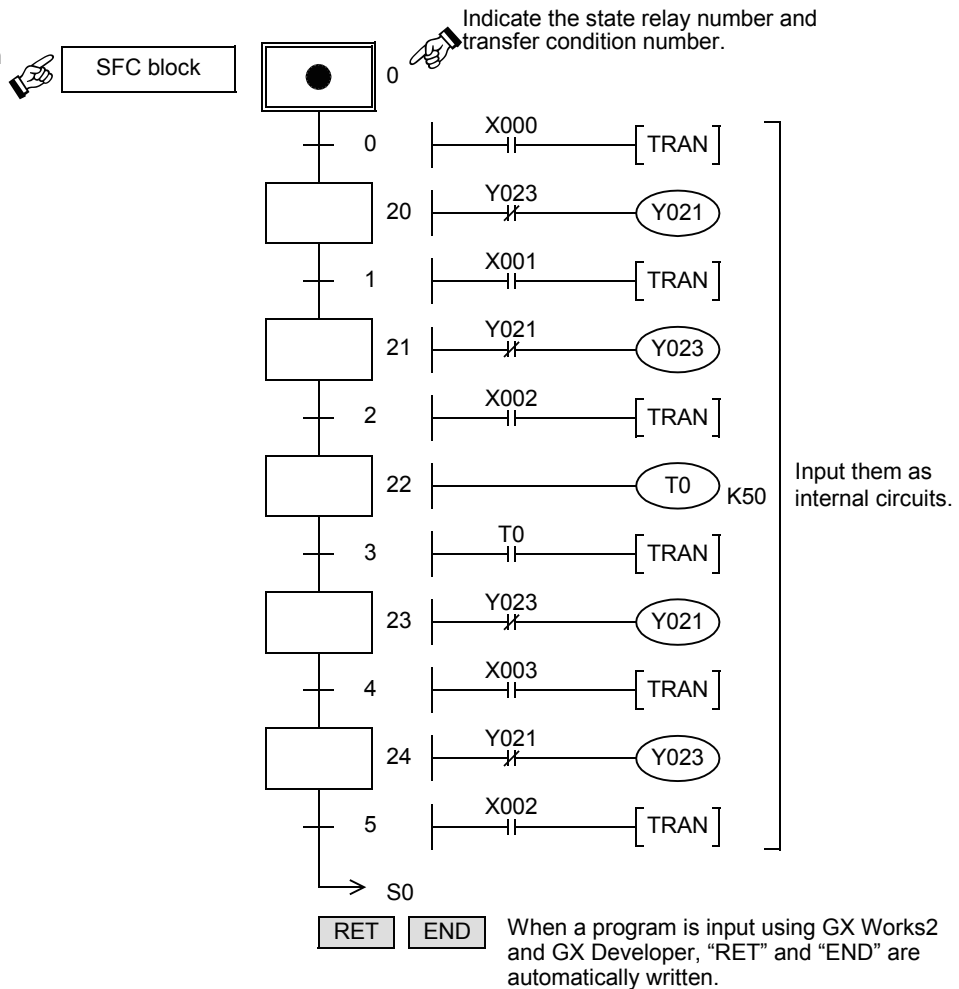 Indicate the state relay number and
transfer condition number.
SFC block
0
0
X000
TRAN
20
Y023
Y021
1
X001
TRAN
21
Y021
Y023
2
X002
TRAN
22
T0
K50
Input them as
internal circuits.
3
T0
TRAN
23
Y023
Y021
4
X003
TRAN
24
Y021
Y023
5
X002
TRAN
S0
RET END
When a program is input using GX Works2
and GX Developer, “RET” and “END” are
automatically written.